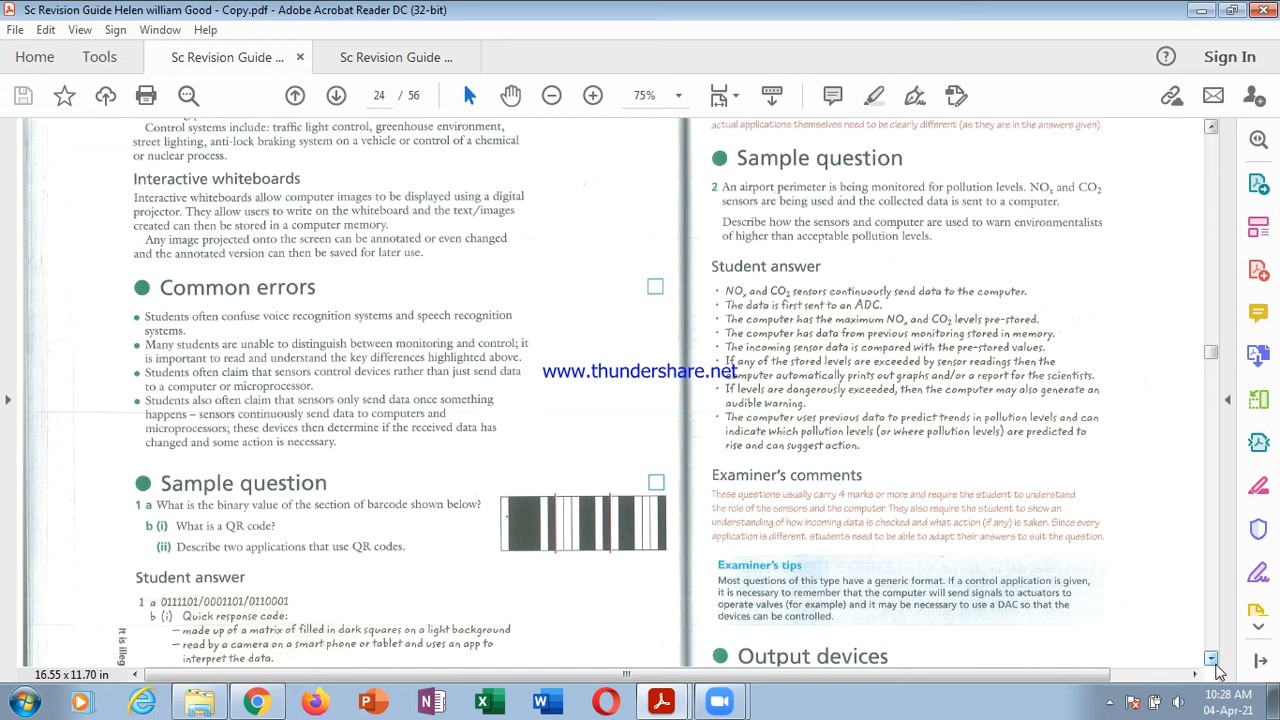 Sc Revision Guide Helen william Good - Copy.pdf - Adobe Acrobat Reader DC (32-bit)
File Edit View Sign Window Help
Home Tools Sc Revision Guide ... × Sc Revision Guide ... Sign In
24 / 56 75%
Control systems include: traffic light control, greenhouse environment,
street lighting, anti-lock braking system on a vehicle or control of a chemical
or nuclear process.
Interactive whiteboards
Interactive whiteboards allow computer images to be displayed using a digital
projector. They allow users to write on the whiteboard and the text/images
created can then be stored in a computer memory.
Any image projected onto the screen can be annotated or even changed
and the annotated version can then be saved for later use.
Common errors
• Students often confuse voice recognition systems and speech recognition
systems.
• Many students are unable to distinguish between monitoring and control; it
is important to read and understand the key differences highlighted above.
• Students often claim that sensors control devices rather than just send data
to a computer or microprocessor.
• Students also often claim that sensors only send data once something
happens – sensors continuously send data to computers and
microprocessors; these devices then determine if the received data has
changed and some action is necessary.
Sample question
1 a What is the binary value of the section of barcode shown below?
b (i) What is a QR code?
(ii) Describe two applications that use QR codes.
Student answer
1 a 0111101/0001101/0110001
b (i) Quick response code:
– made up of a matrix of filled in dark squares on a light background
– read by a camera on a smart phone or tablet and uses an app to
interpret the data.
It is illeg
www.thundershare.net
actual applications themselves need to be clearly different (as they are in the answers given).
Sample question
2 An airport perimeter is being monitored for pollution levels. NOx and CO2
sensors are being used and the collected data is sent to a computer.
Describe how the sensors and computer are used to warn environmentalists
of higher than acceptable pollution levels.
Student answer
• NOx and CO2 sensors continuously send data to the computer.
• The data is first sent to an ADC.
• The computer has the maximum NOx and CO2 levels pre-stored.
• The computer has data from previous monitoring stored in memory.
• The incoming sensor data is compared with the pre-stored values.
• If any of the stored levels are exceeded by sensor readings then the
computer automatically prints out graphs and/or a report for the scientists.
• If levels are dangerously exceeded, then the computer may also generate an
audible warning.
• The computer uses previous data to predict trends in pollution levels and can
indicate which pollution levels (or where pollution levels) are predicted to
rise and can suggest action.
Examiner's comments
These questions usually carry 4 marks or more and require the student to understand
the role of the sensors and the computer. They also require the student to show an
understanding of how incoming data is checked and what action (if any) is taken. Since every
application is different, students need to be able to adapt their answers to suit the question.
Examiner's tips
Most questions of this type have a generic format. If a control application is given,
it is necessary to remember that the computer will send signals to actuators to
operate valves (for example) and it may be necessary to use a DAC so that the
devices can be controlled.
Output devices
16.55 x 11.70 in
10:28 AM
04-Apr-21